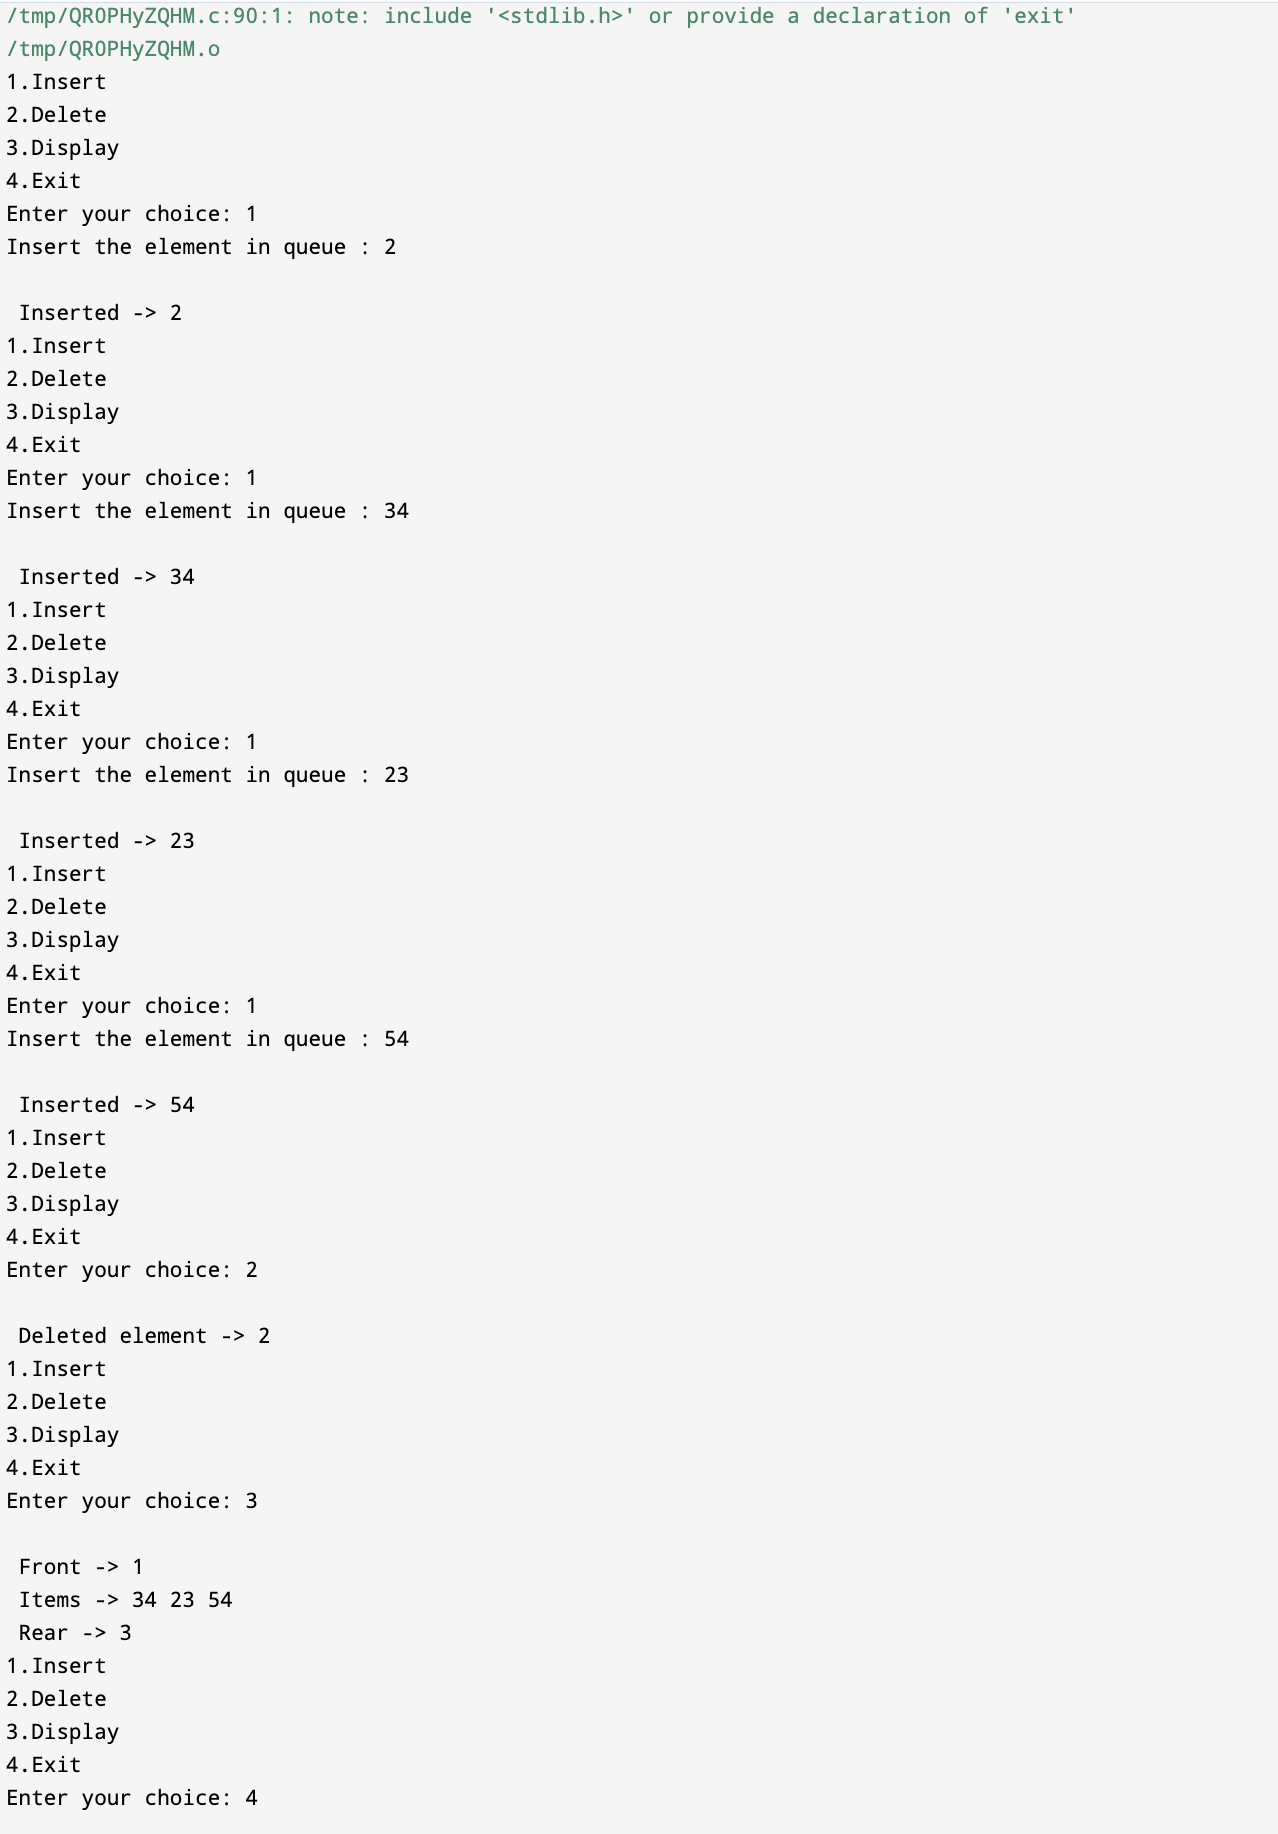 /tmp/QR0PHyZQHM.c:90:1: note: include '<stdlib.h>' or provide a declaration of 'exit'
/tmp/QR0PHyZQHM.o
1.Insert
2.Delete
3.Display
4.Exit
Enter your choice: 1
Insert the element in queue : 2
 Inserted -> 2
1.Insert
2.Delete
3.Display
4.Exit
Enter your choice: 1
Insert the element in queue : 34
 Inserted -> 34
1.Insert
2.Delete
3.Display
4.Exit
Enter your choice: 1
Insert the element in queue : 23
 Inserted -> 23
1.Insert
2.Delete
3.Display
4.Exit
Enter your choice: 1
Insert the element in queue : 54
 Inserted -> 54
1.Insert
2.Delete
3.Display
4.Exit
Enter your choice: 2
 Deleted element -> 2
1.Insert
2.Delete
3.Display
4.Exit
Enter your choice: 3
 Front -> 1
 Items -> 34 23 54
 Rear -> 3
1.Insert
2.Delete
3.Display
4.Exit
Enter your choice: 4